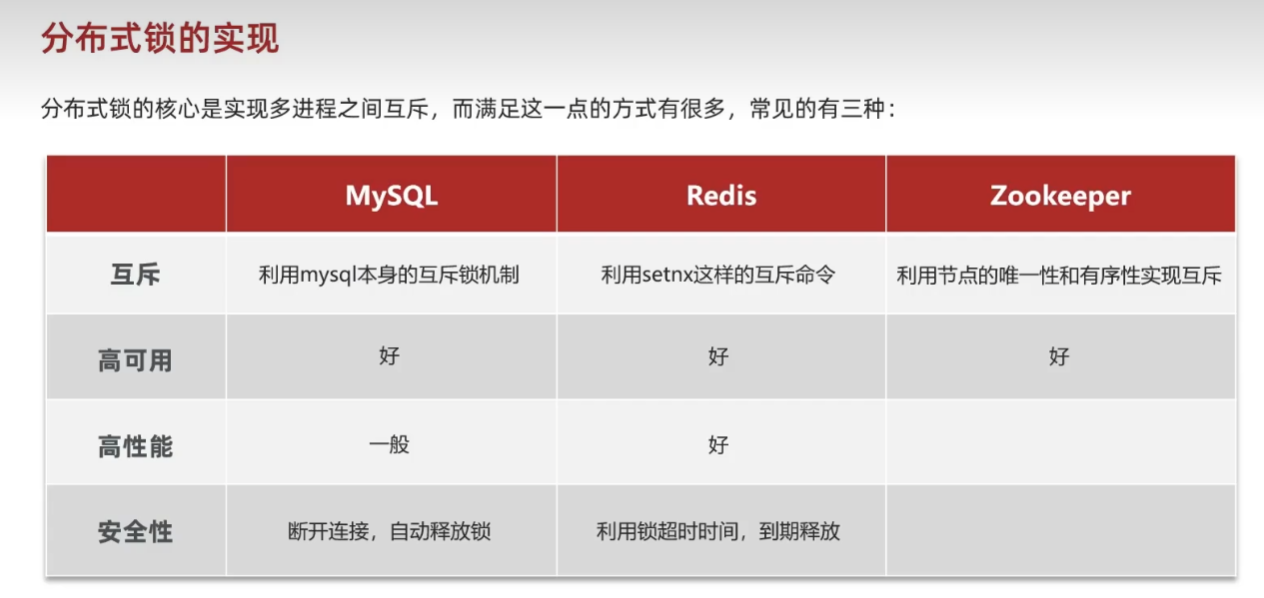 分布式锁的实现
分布式锁的核心是实现多进程之间互斥，而满足这一点的方式有很多，常见的有三种：
MySQL Redis Zookeeper
互斥 利用mysql本身的互斥锁机制 利用setnx这样的互斥命令 利用节点的唯一性和有序性实现互斥
高可用 好 好 好
高性能 一般 好
安全性 断开连接，自动释放锁 利用锁超时时间，到期释放